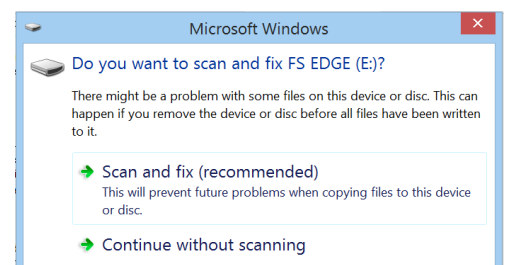 Microsoft Windows
Do you want to scan and fix FS EDGE (E:)?
There might be a problem with some files on this device or disc. This can
happen if you remove the device or disc before all files have been written
to it.
Scan and fix (recommended)
This will prevent future problems when copying files to this device
or disc.
Continue without scanning